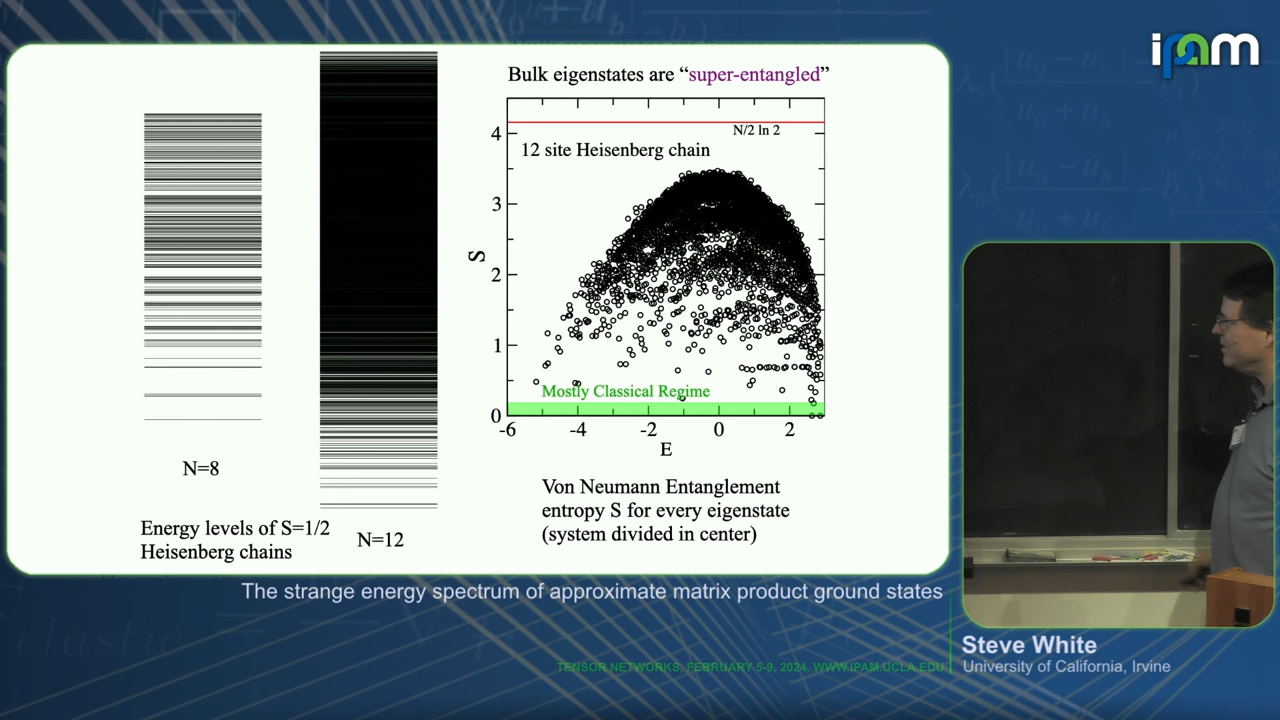 ipam
Bulk eigenstates are “super-entangled”
N/2 ln 2
12 site Heisenberg chain
4
3
2
1
0
S
Mostly Classical Regime
-6 -4 -2 0 2
E
Von Neumann Entanglement
entropy S for every eigenstate
(system divided in center)
N=8
N=12
Energy levels of S=1/2
Heisenberg chains
The strange energy spectrum of approximate matrix product ground states
Steve White
University of California, Irvine
TENSOR NETWORKS, FEBRUARY 5-9, 2024, WWW.IPAM.UCLA.EDU
elastic